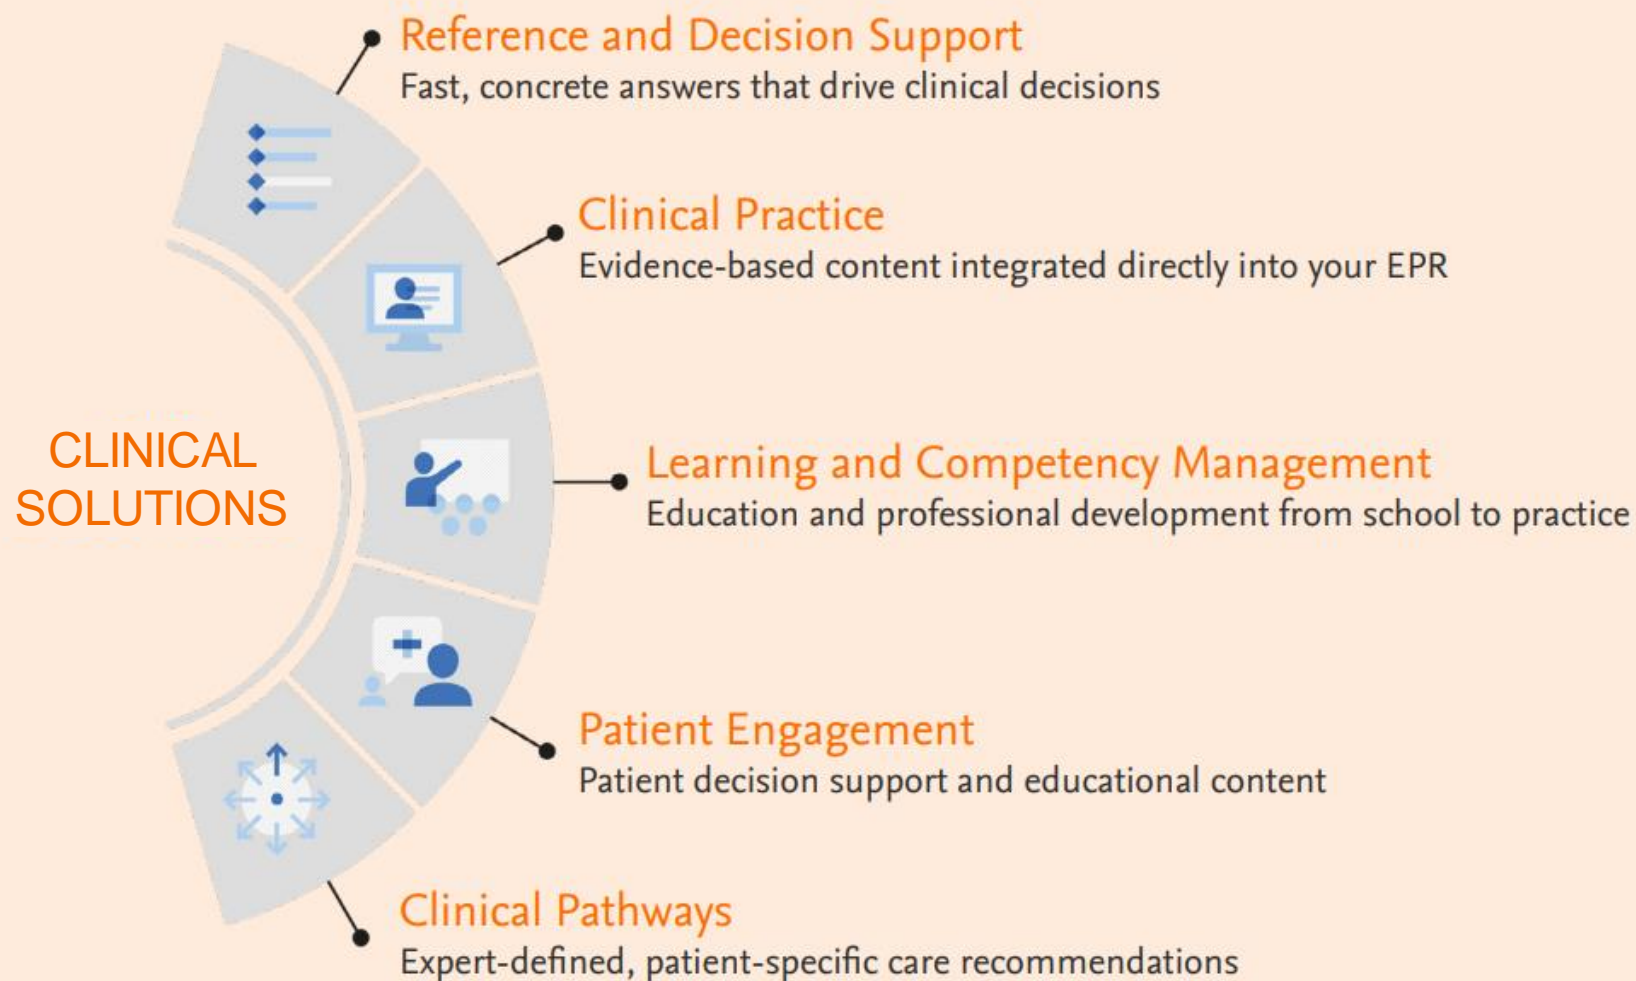 Reference and Decision Support
Fast, concrete answers that drive clinical decisions
Clinical Practice
Evidence-based content integrated directly into your EPR
CLINICAL
SOLUTIONS
Learning and Competency Management
Education and professional development from school to practice
Patient Engagement
Patient decision support and educational content
Clinical Pathways
Expert-defined, patient-specific care recommendations